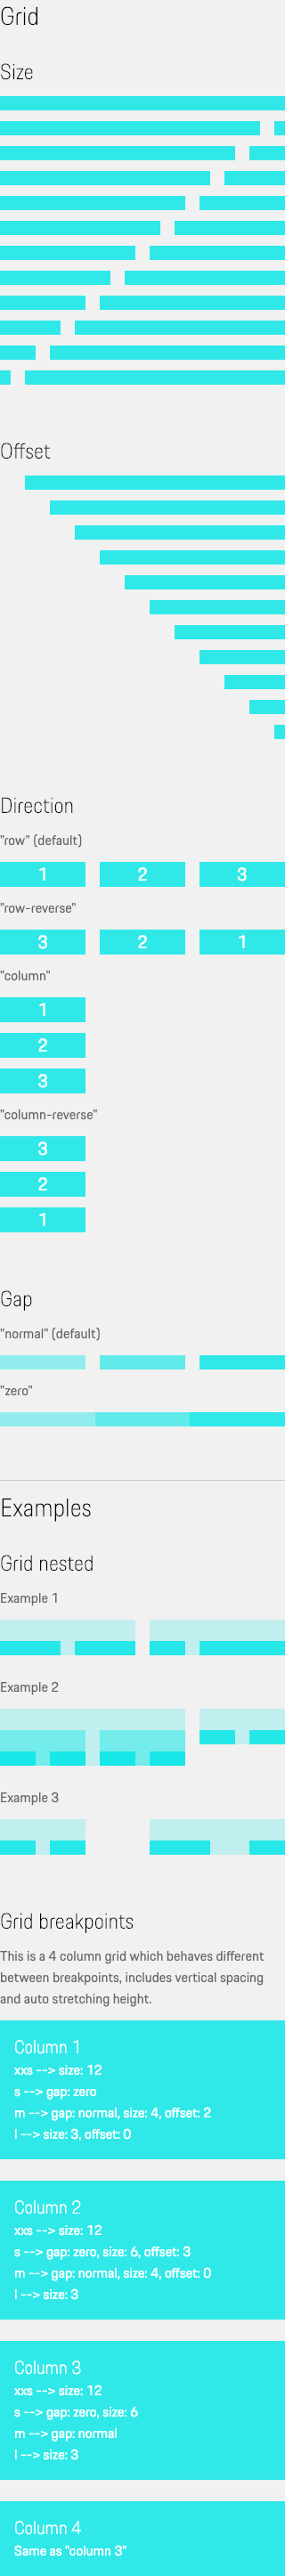 Grid
Size
Offset
Direction
"row" (default)
1 2 3
"row-reverse"
3 2 1
"column"
1
2
3
"column-reverse"
3
2
1
Gap
"normal" (default)
"zero"
Examples
Grid nested
Example 1
Example 2
Example 3
Grid breakpoints
This is a 4 column grid which behaves different
between breakpoints, includes vertical spacing
and auto stretching height.
Column 1
xxs --> size: 12
s --> gap: zero
m --> gap: normal, size: 4, offset: 2
l --> size: 3, offset: 0
Column 2
xxs --> size: 12
s --> gap: zero, size: 6, offset: 3
m --> gap: normal, size: 4, offset: 0
l --> size: 3
Column 3
xxs --> size: 12
s --> gap: zero, size: 6
m --> gap: normal
l --> size: 3
Column 4
Same as "column 3"